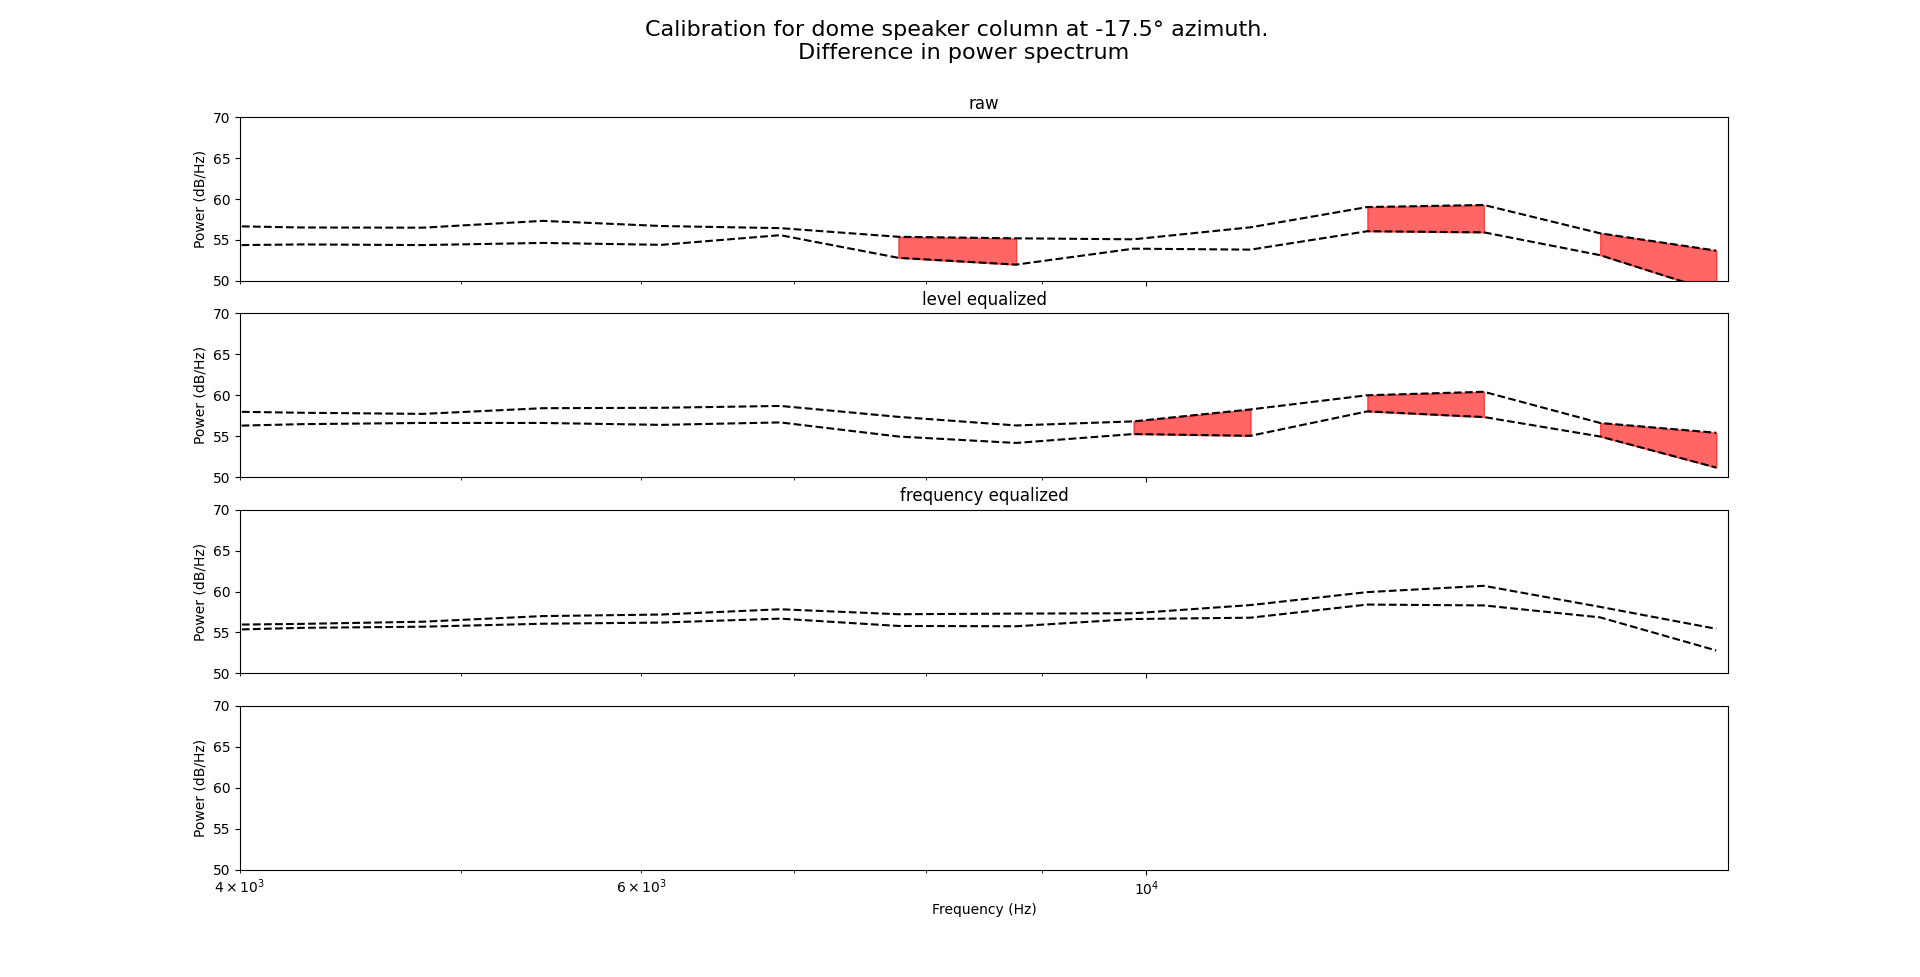 Calibration for dome speaker column at -17.5° azimuth.
Difference in power spectrum
raw
70
65
60
55
50
Power (dB/Hz)
level equalized
70
65
60
55
50
Power (dB/Hz)
frequency equalized
70
65
60
55
50
Power (dB/Hz)
70
65
60
55
50
Power (dB/Hz)
4 × 10³ 6 × 10³ 10⁴
Frequency (Hz)